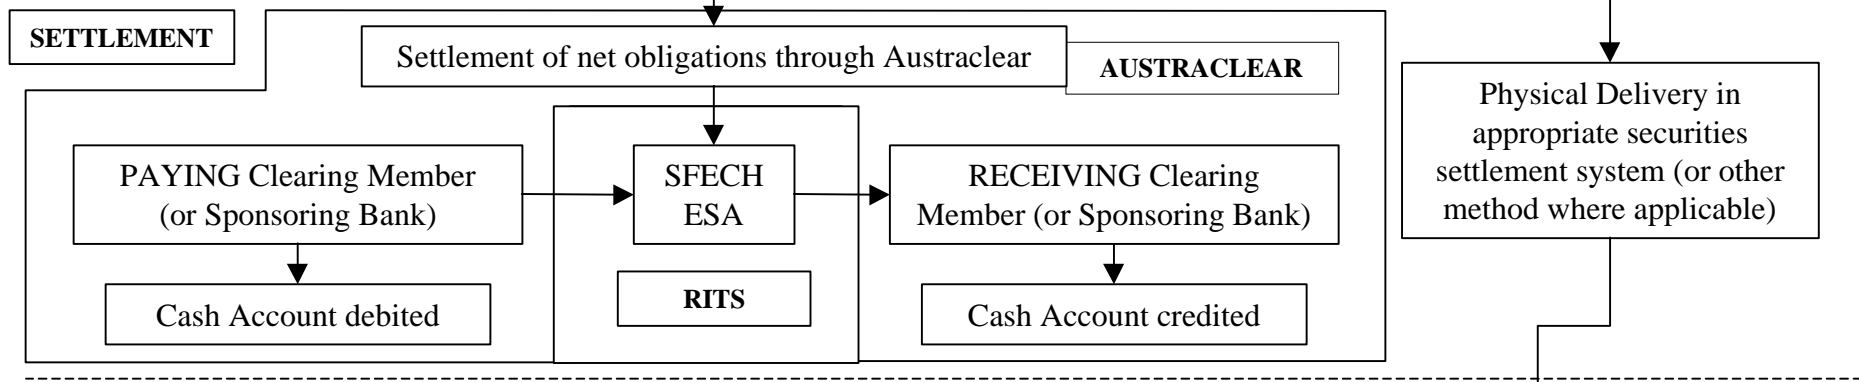 SETTLEMENT
Settlement of net obligations through Austraclear
AUSTRACLEAR
Physical Delivery in
appropriate securities
settlement system (or other
method where applicable)
PAYING Clearing Member
(or Sponsoring Bank)
SFECH
ESA
RECEIVING Clearing
Member (or Sponsoring Bank)
Cash Account debited
RITS
Cash Account credited